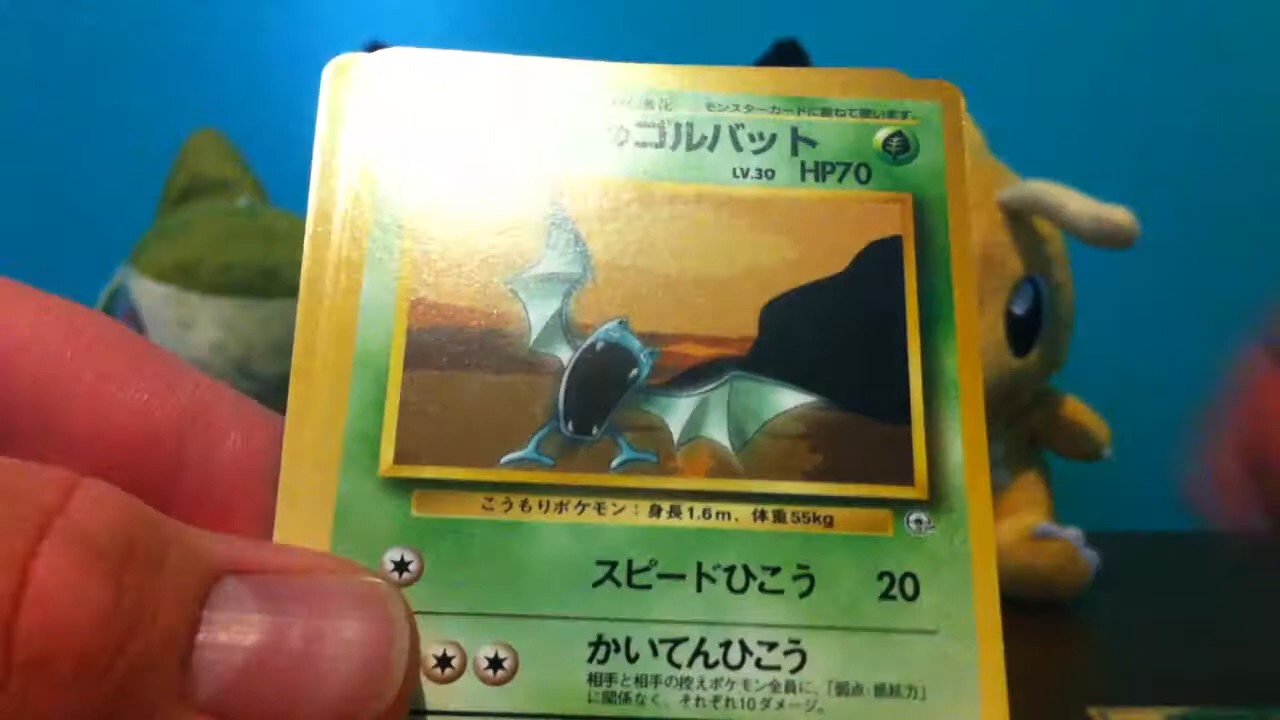 モンスターカードに重ねて使います。
のゴルバット
LV.30 HP70
こうもりポケモン：身長1.6m、体重55kg
スピードひこう 20
かいてんひこう
相手と相手の控えポケモン全員に、「弱点・抵抗力」
に関係なく、それぞれ10ダメージ。